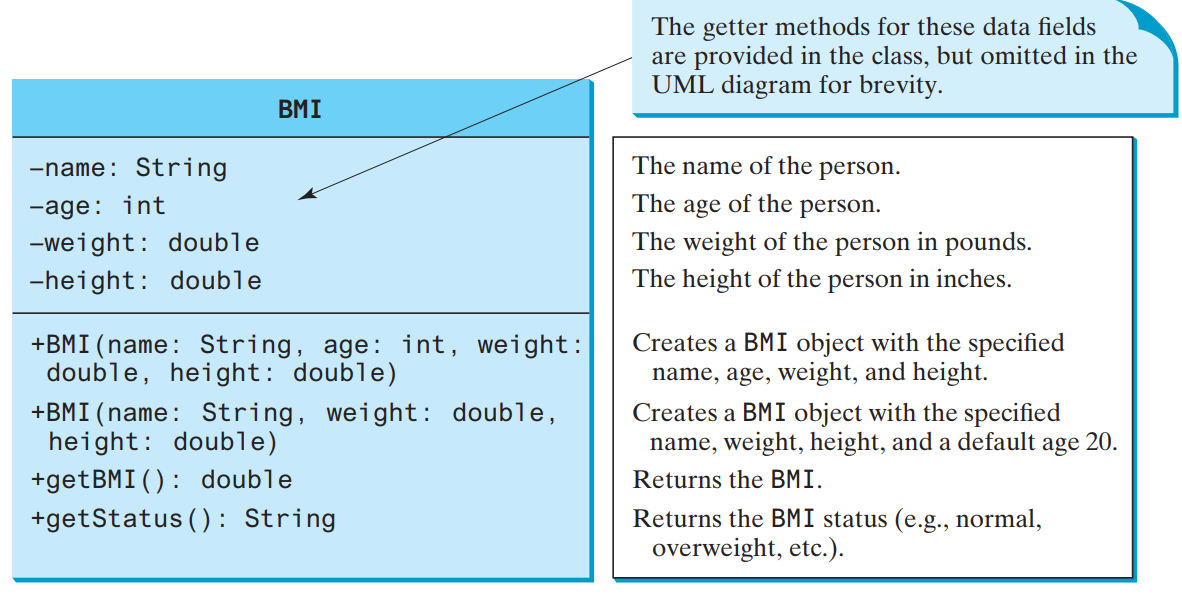 The getter methods for these data fields
are provided in the class, but omitted in the
UML diagram for brevity.
BMI
–name: String
–age: int
–weight: double
–height: double
The name of the person.
The age of the person.
The weight of the person in pounds.
The height of the person in inches.
+BMI(name: String, age: int, weight:
double, height: double)
+BMI(name: String, weight: double,
height: double)
+getBMI(): double
+getStatus(): String
Creates a BMI object with the specified
name, age, weight, and height.
Creates a BMI object with the specified
name, weight, height, and a default age 20.
Returns the BMI.
Returns the BMI status (e.g., normal,
overweight, etc.).